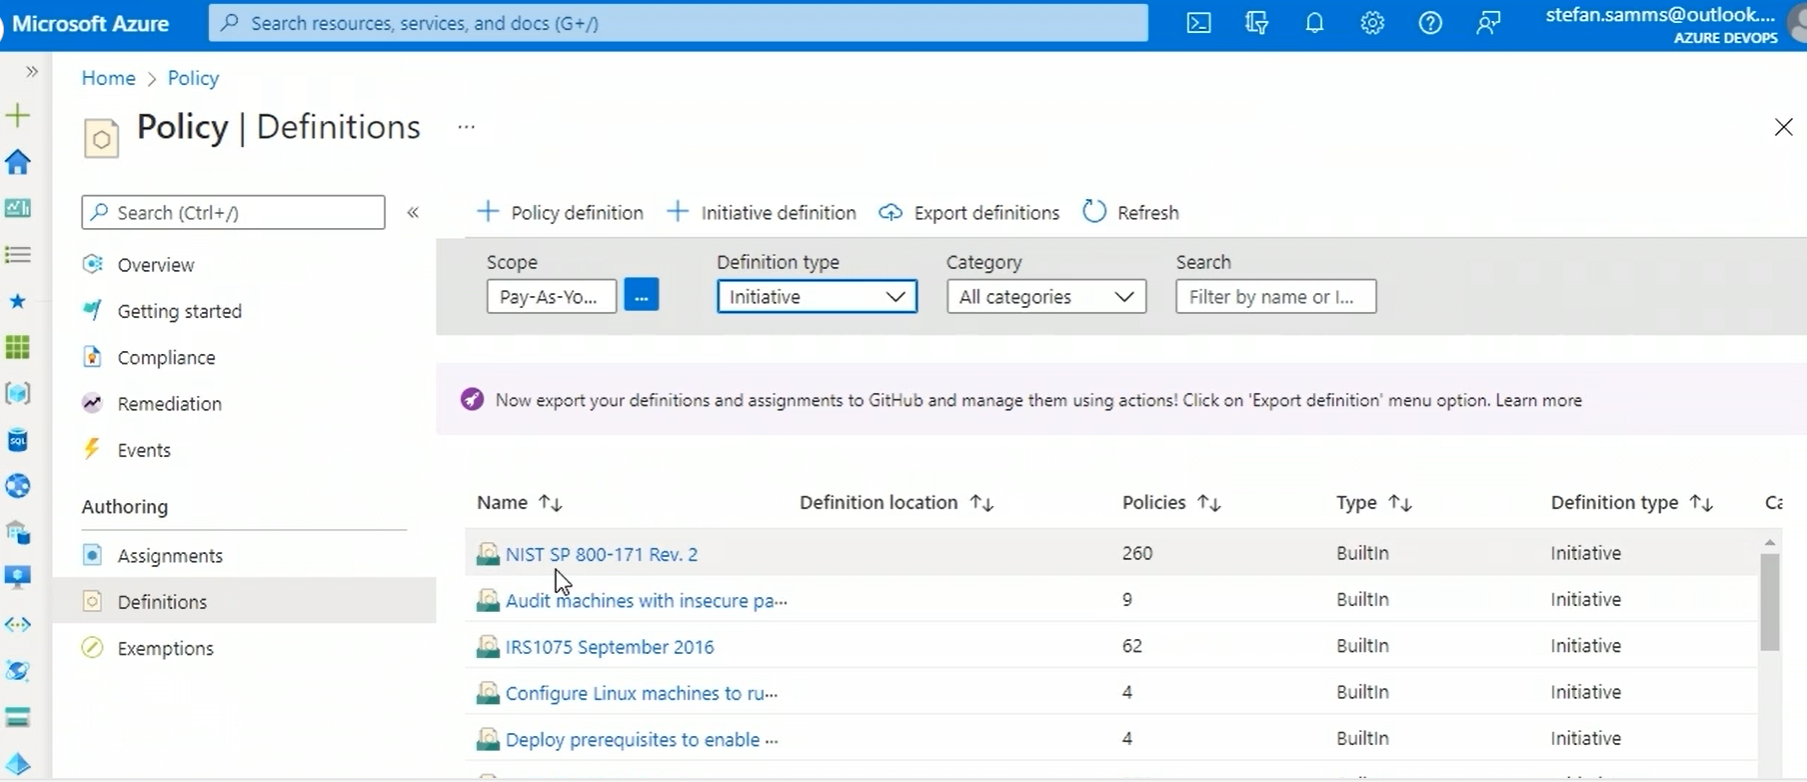 Microsoft Azure
Search resources, services, and docs (G+/)
stefan.samms@outlook....
AZURE DEVOPS
Home > Policy
Policy | Definitions ...
Search (Ctrl+/)
«
Overview
Getting started
Compliance
Remediation
Events
Authoring
Assignments
Definitions
Exemptions
+ Policy definition + Initiative definition Export definitions Refresh
Scope Definition type Category Search
Pay-As-Yo... ... Initiative All categories Filter by name or I...
Now export your definitions and assignments to GitHub and manage them using actions! Click on 'Export definition' menu option. Learn more
Name ↑↓ Definition location ↑↓ Policies ↑↓ Type ↑↓ Definition type ↑↓ Ca
NIST SP 800-171 Rev. 2 260 BuiltIn Initiative
Audit machines with insecure pa... 9 BuiltIn Initiative
IRS1075 September 2016 62 BuiltIn Initiative
Configure Linux machines to ru... 4 BuiltIn Initiative
Deploy prerequisites to enable ... 4 BuiltIn Initiative